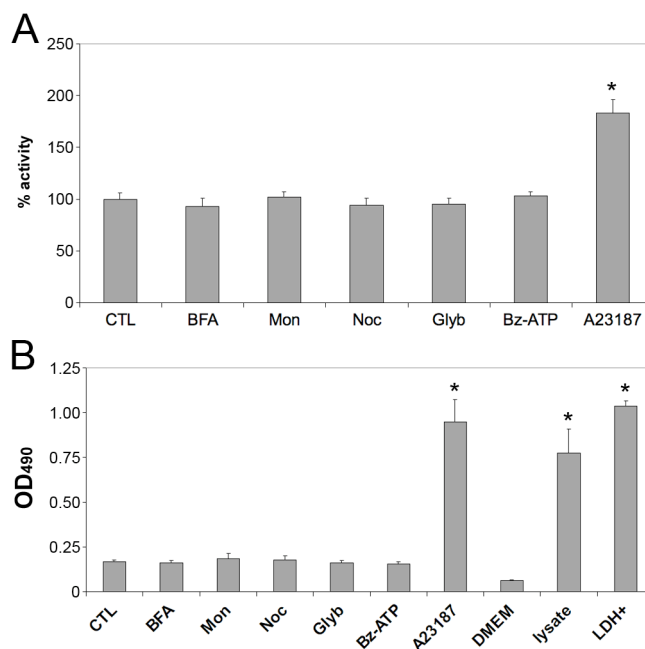 A
250
200
150
100
50
0
% activity
*
CTL BFA Mon Noc Glyb Bz-ATP A23187
B
1.25
1.00
0.75
0.50
0.25
0
OD490
* * *
CTL BFA Mon Noc Glyb Bz-ATP A23187 DMEM lysate LDH+